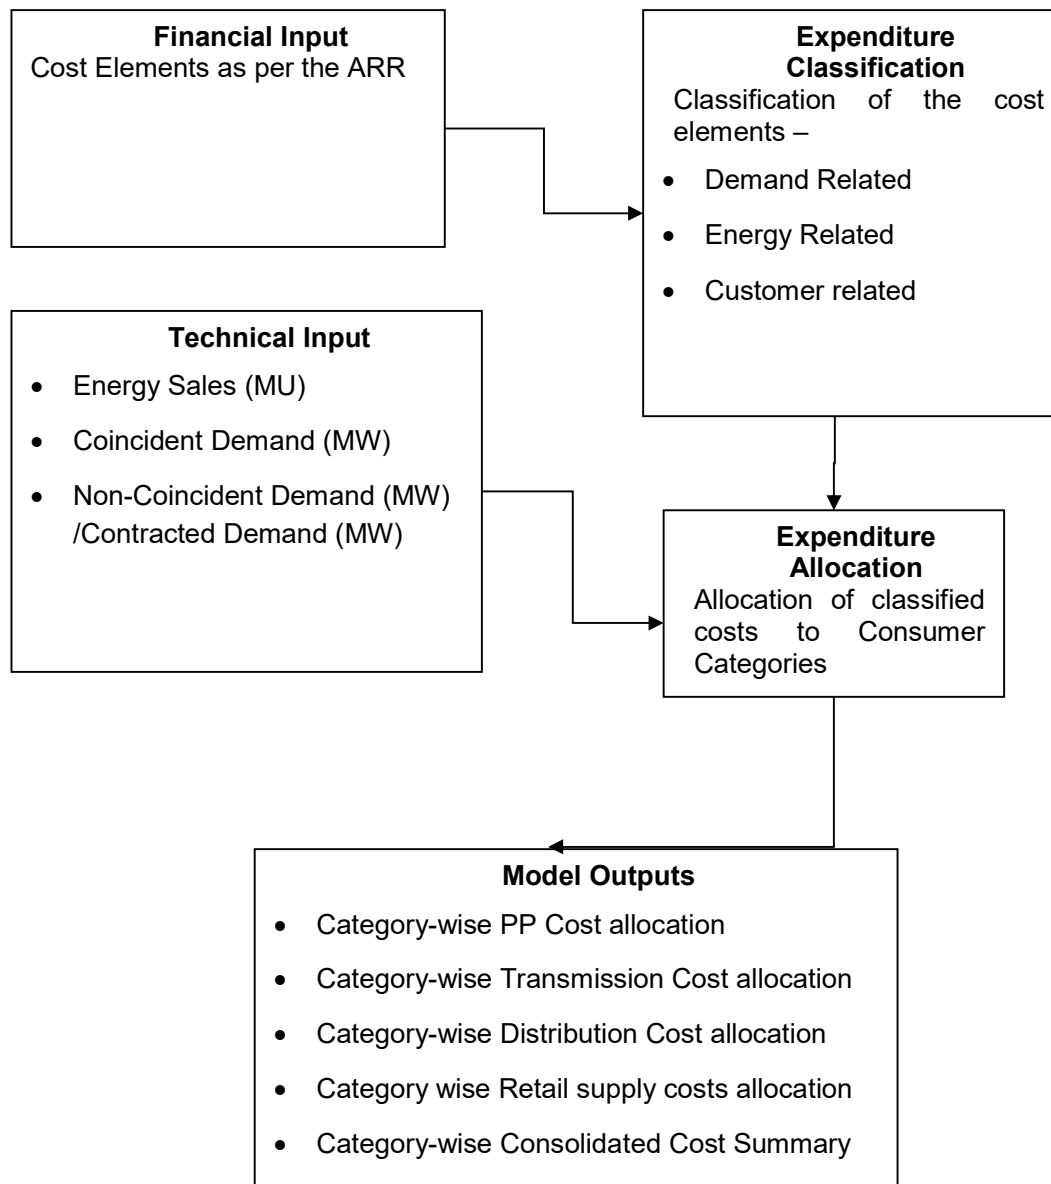 Financial Input
Cost Elements as per the ARR
Expenditure
Classification
Classification of the cost
elements –
• Demand Related
• Energy Related
• Customer related
Technical Input
• Energy Sales (MU)
• Coincident Demand (MW)
• Non-Coincident Demand (MW)
/Contracted Demand (MW)
Expenditure
Allocation
Allocation of classified
costs to Consumer
Categories
Model Outputs
• Category-wise PP Cost allocation
• Category-wise Transmission Cost allocation
• Category-wise Distribution Cost allocation
• Category wise Retail supply costs allocation
• Category-wise Consolidated Cost Summary